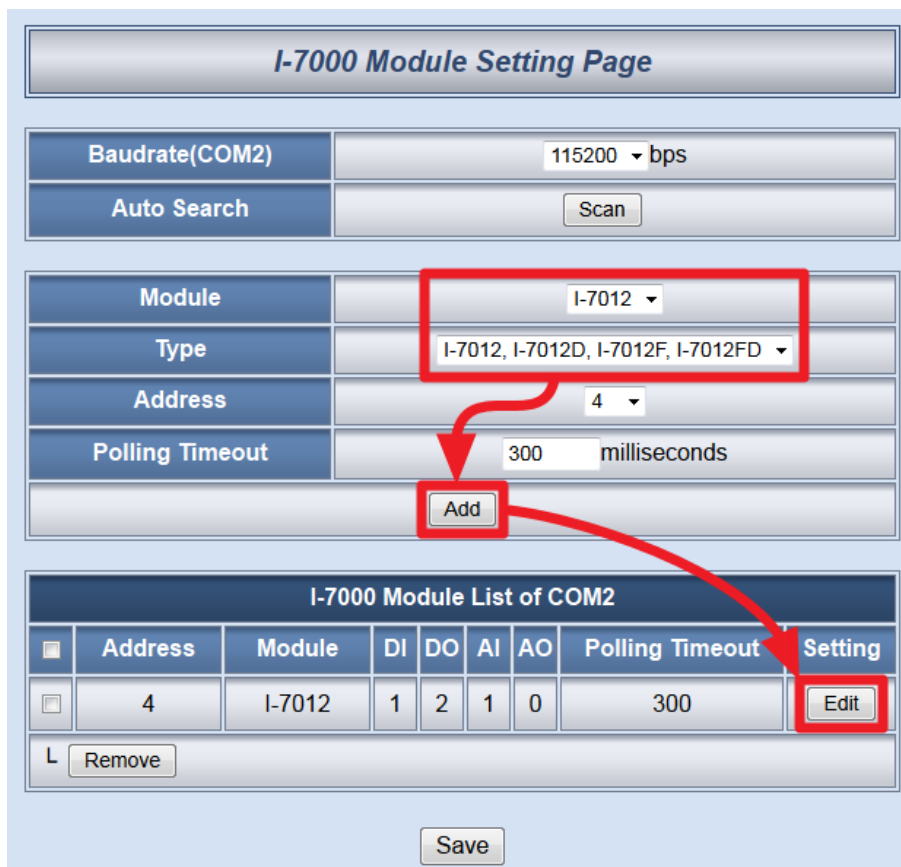 I-7000 Module Setting Page
Baudrate(COM2) 115200 bps
Auto Search Scan
Module I-7012
Type I-7012, I-7012D, I-7012F, I-7012FD
Address 4
Polling Timeout 300 milliseconds
Add
I-7000 Module List of COM2
Address Module DI DO AI AO Polling Timeout Setting
4 I-7012 1 2 1 0 300 Edit
Remove
Save